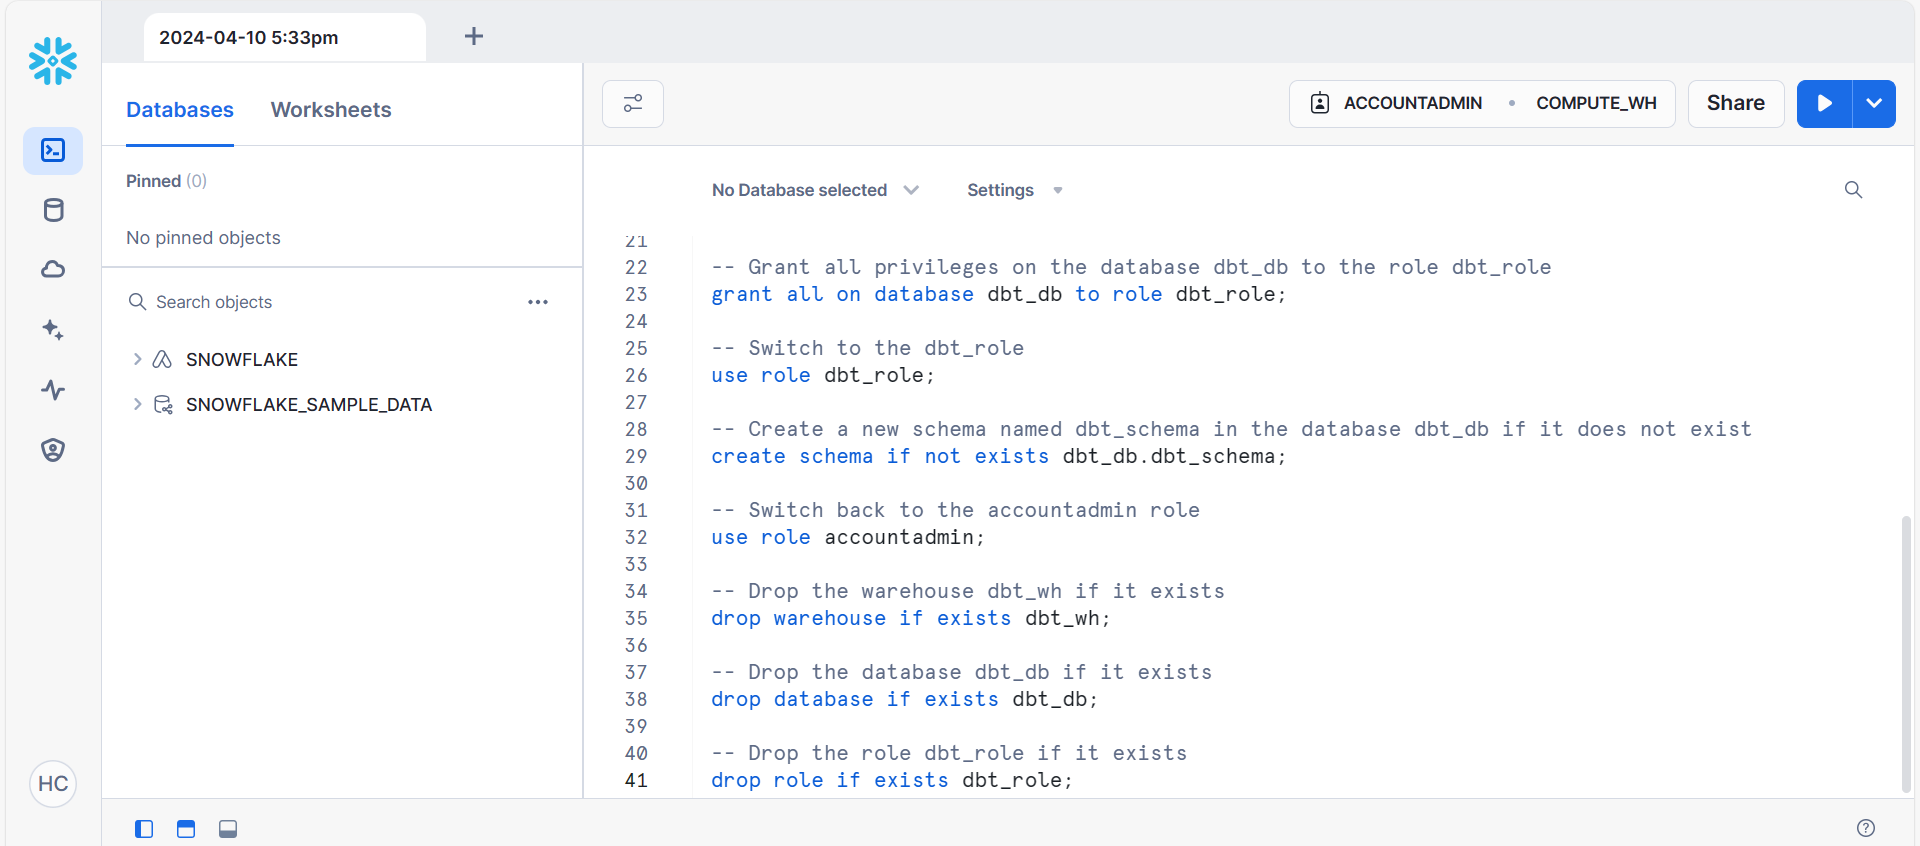 2024-04-10 5:33pm
Databases
Worksheets
ACCOUNTADMIN
COMPUTE_WH
Share
Pinned (0)
No pinned objects
Search objects
SNOWFLAKE
SNOWFLAKE_SAMPLE_DATA
HC
No Database selected
Settings
21
22 -- Grant all privileges on the database dbt_db to the role dbt_role
23 grant all on database dbt_db to role dbt_role;
24
25 -- Switch to the dbt_role
26 use role dbt_role;
27
28 -- Create a new schema named dbt_schema in the database dbt_db if it does not exist
29 create schema if not exists dbt_db.dbt_schema;
30
31 -- Switch back to the accountadmin role
32 use role accountadmin;
33
34 -- Drop the warehouse dbt_wh if it exists
35 drop warehouse if exists dbt_wh;
36
37 -- Drop the database dbt_db if it exists
38 drop database if exists dbt_db;
39
40 -- Drop the role dbt_role if it exists
41 drop role if exists dbt_role;